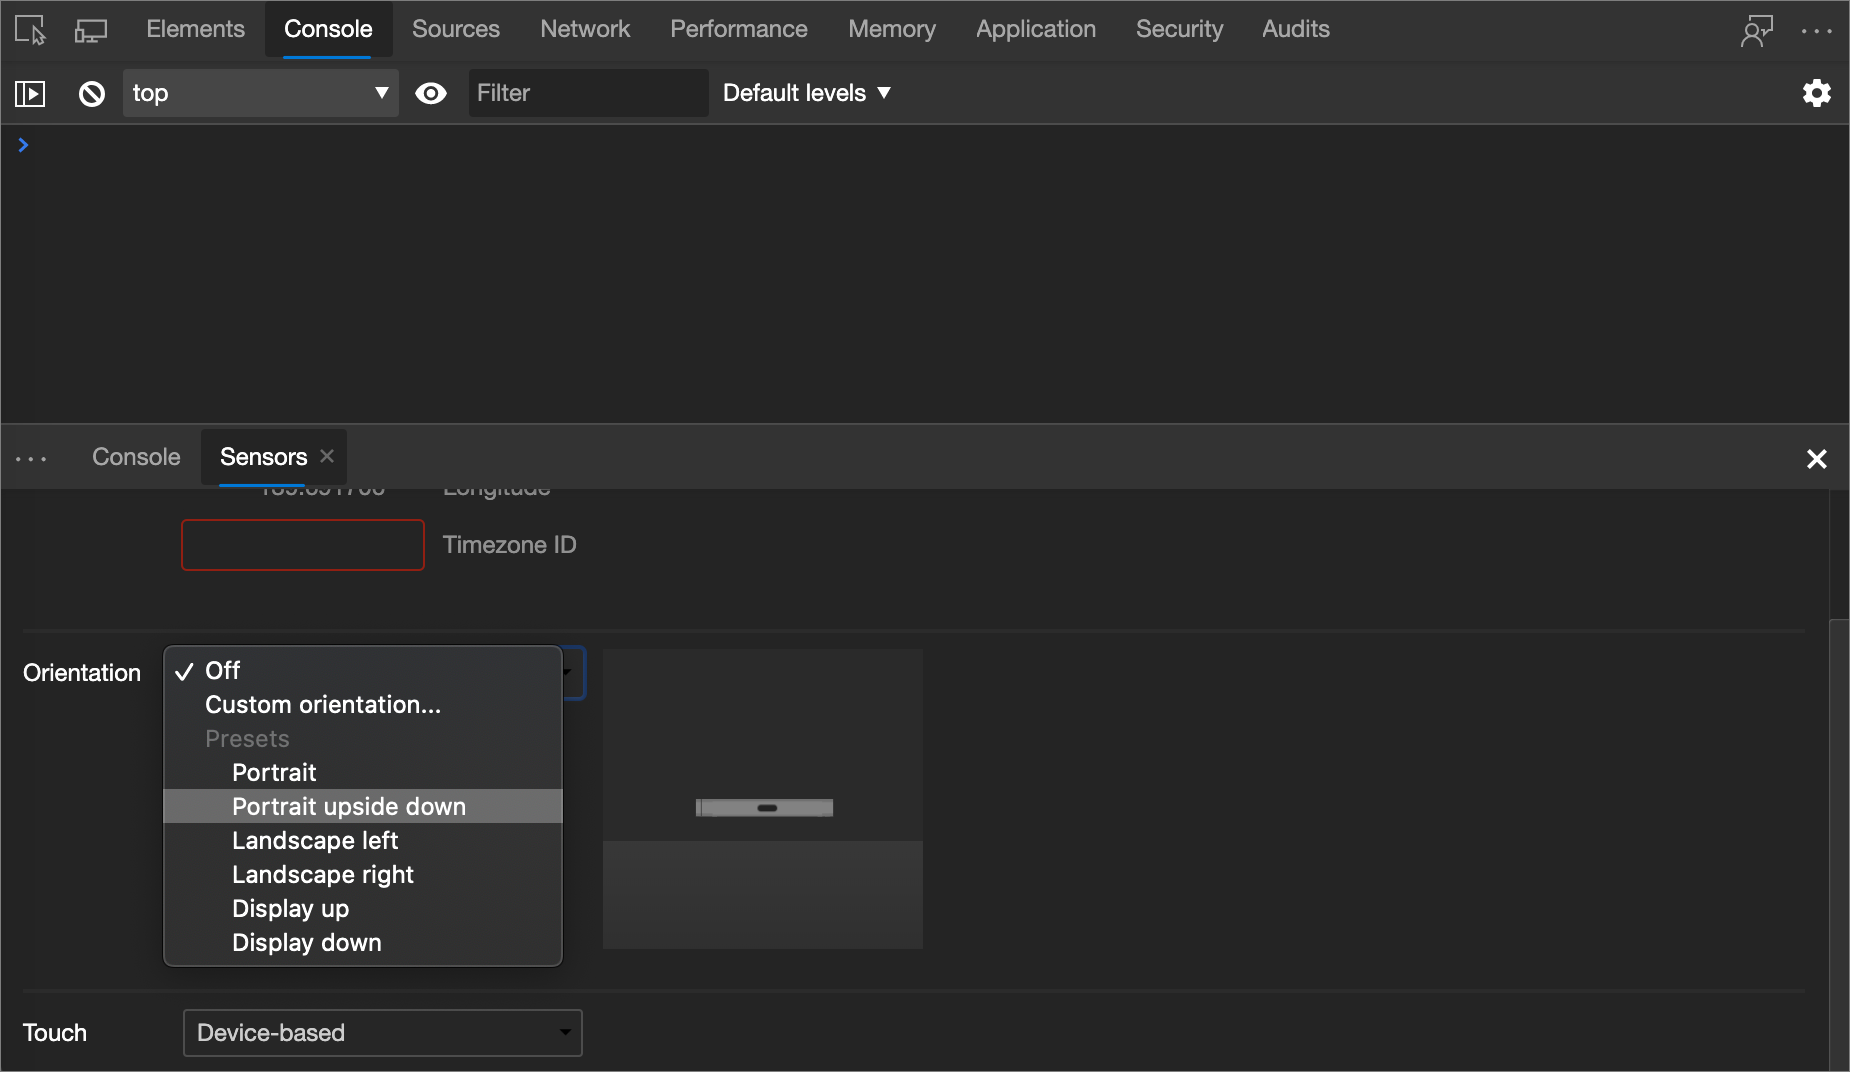 Elements Console Sources Network Performance Memory Application Security Audits
top Filter Default levels
Console Sensors
Longitude
Timezone ID
Orientation
Off
Custom orientation...
Presets
Portrait
Portrait upside down
Landscape left
Landscape right
Display up
Display down
Touch Device-based